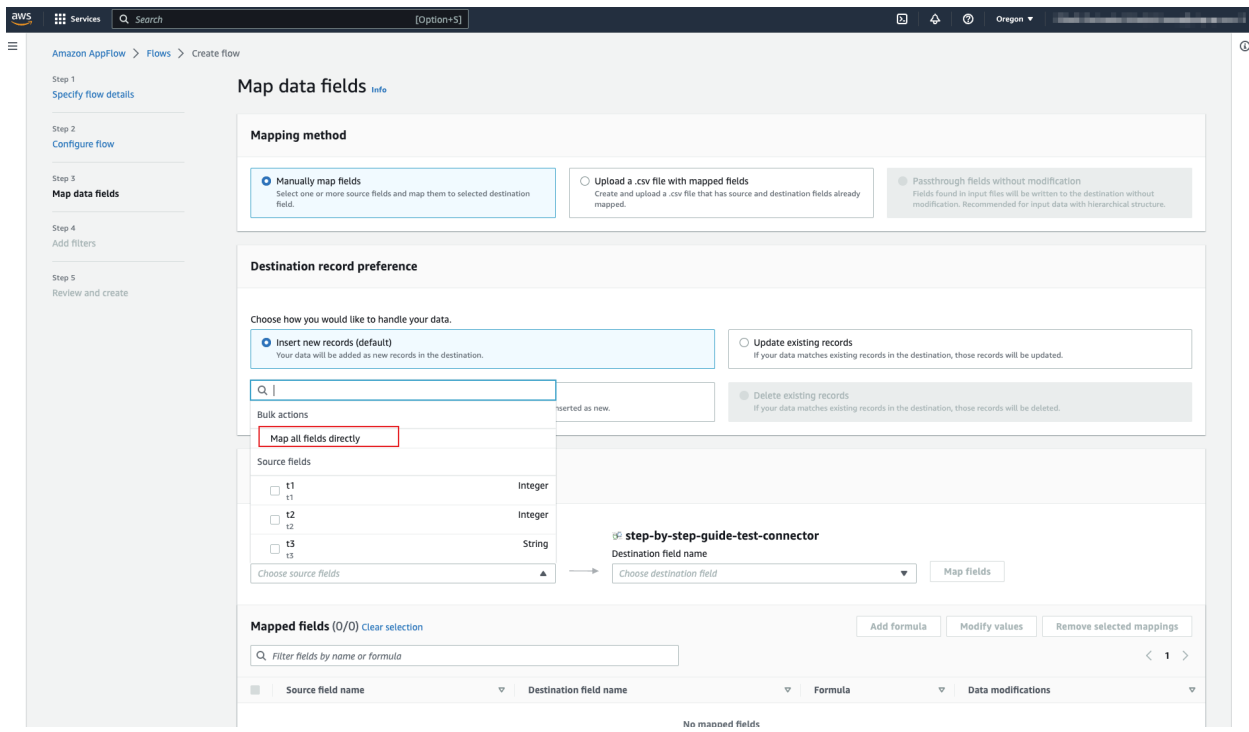 aws
Services
Search
[Option+S]
Oregon
Amazon AppFlow > Flows > Create flow
Step 1
Specify flow details
Step 2
Configure flow
Step 3
Map data fields
Step 4
Add filters
Step 5
Review and create
Map data fields Info
Mapping method
Manually map fields
Select one or more source fields and map them to selected destination
field.
Upload a .csv file with mapped fields
Create and upload a .csv file that has source and destination fields already
mapped.
Passthrough fields without modification
Fields found in input files will be written to the destination without
modification. Recommended for input data with hierarchical structure.
Destination record preference
Choose how you would like to handle your data.
Insert new records (default)
Your data will be added as new records in the destination.
Update existing records
If your data matches existing records in the destination, those records will be updated.
nserted as new.
Delete existing records
If your data matches existing records in the destination, those records will be deleted.
Bulk actions
Map all fields directly
Source fields
t1 Integer
t1
t2 Integer
t2
t3 String
t3
Choose source fields
step-by-step-guide-test-connector
Destination field name
Choose destination field
Map fields
Mapped fields (0/0) Clear selection
Add formula
Modify values
Remove selected mappings
Filter fields by name or formula
< 1 >
Source field name
Destination field name
Formula
Data modifications
No mapped fields